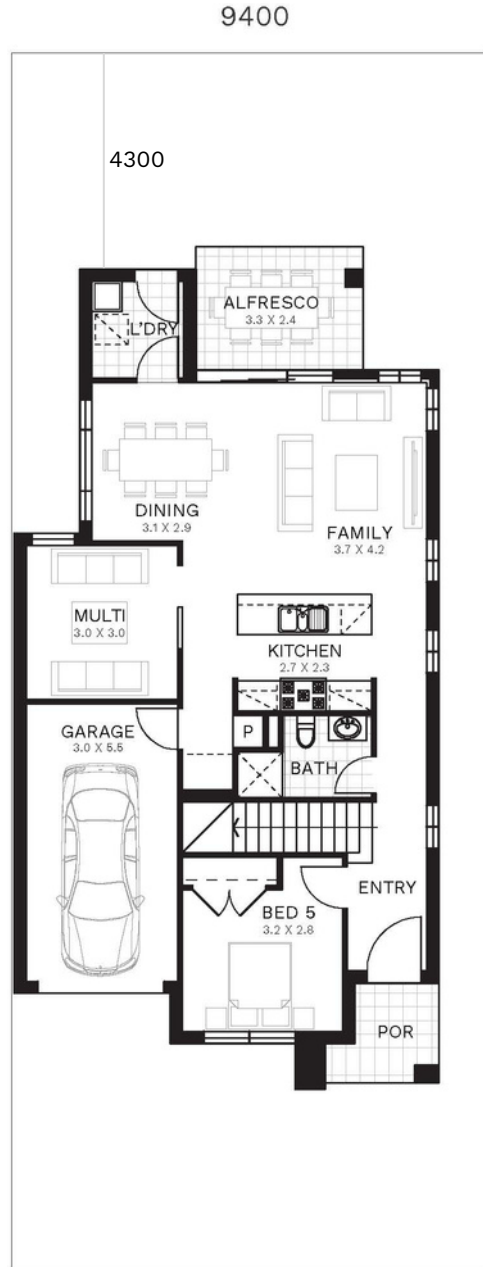 9400
4300
ALFRESCO
3.3 X 2.4
L'DRY
DINING
3.1 X 2.9
FAMILY
3.7 X 4.2
MULTI
3.0 X 3.0
KITCHEN
2.7 X 2.3
GARAGE
3.0 X 5.5
P
BATH
ENTRY
BED 5
3.2 X 2.8
POR